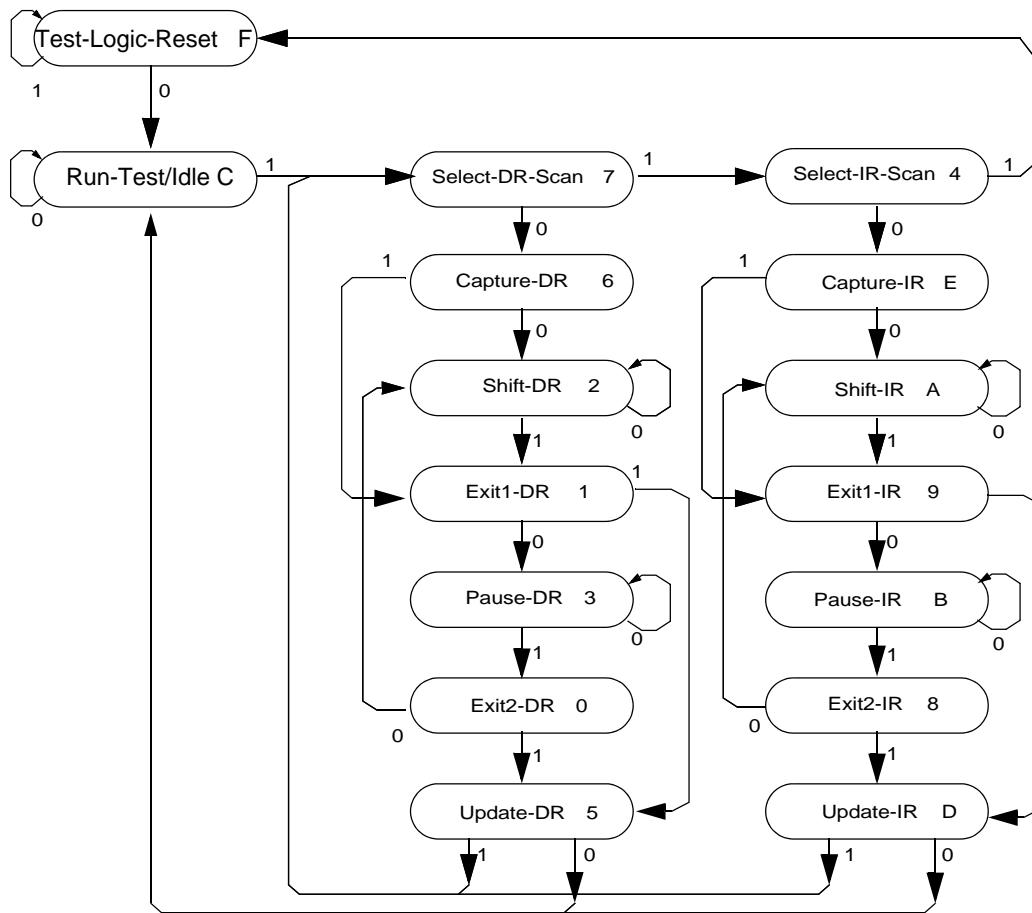 Test-Logic-Reset F
1 0
Run-Test/Idle C
0
1
Select-DR-Scan 7
1
Select-IR-Scan 4
1
0
0
1
Capture-DR 6
1
Capture-IR E
0
0
Shift-DR 2
0
Shift-IR A
0
1
1
Exit1-DR 1
1
Exit1-IR 9
0
0
Pause-DR 3
0
Pause-IR B
0
1
1
Exit2-DR 0
0
Exit2-IR 8
0
1
1
Update-DR 5
Update-IR D
1 0
1 0